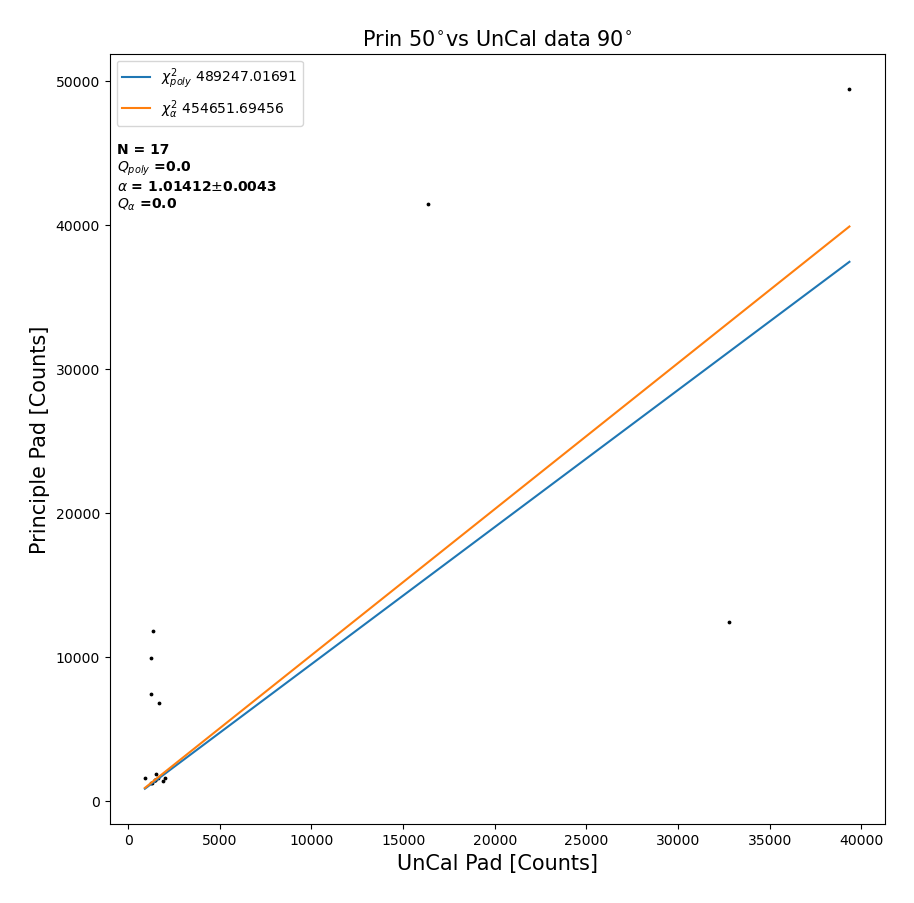 Prin 50°vs UnCal data 90°
χ²poly 489247.01691
χ²α 454651.69456
N = 17
Qpoly =0.0
α = 1.01412±0.0043
Qα =0.0
50000
40000
30000
20000
10000
0
Principle Pad [Counts]
0 5000 10000 15000 20000 25000 30000 35000 40000
UnCal Pad [Counts]